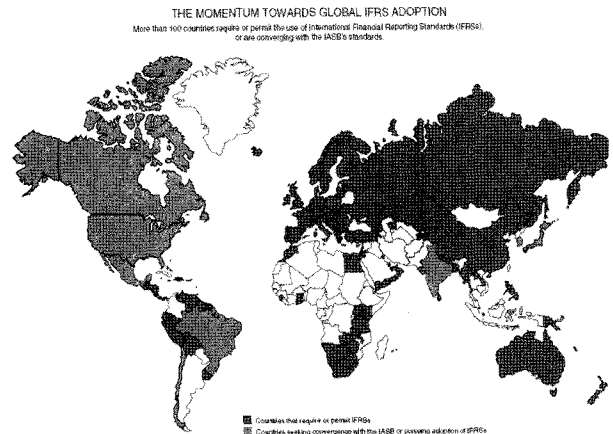 THE MOMENTUM TOWARDS GLOBAL IFRS ADOPTION
More than 100 countries require or permit the use of International Financial Reporting Standards (IFRSs),
or are converging with the IASB's standards.
Countries that require or permit IFRSs
Countries seeking convergence with the IASB or pursuing adoption of IFRSs